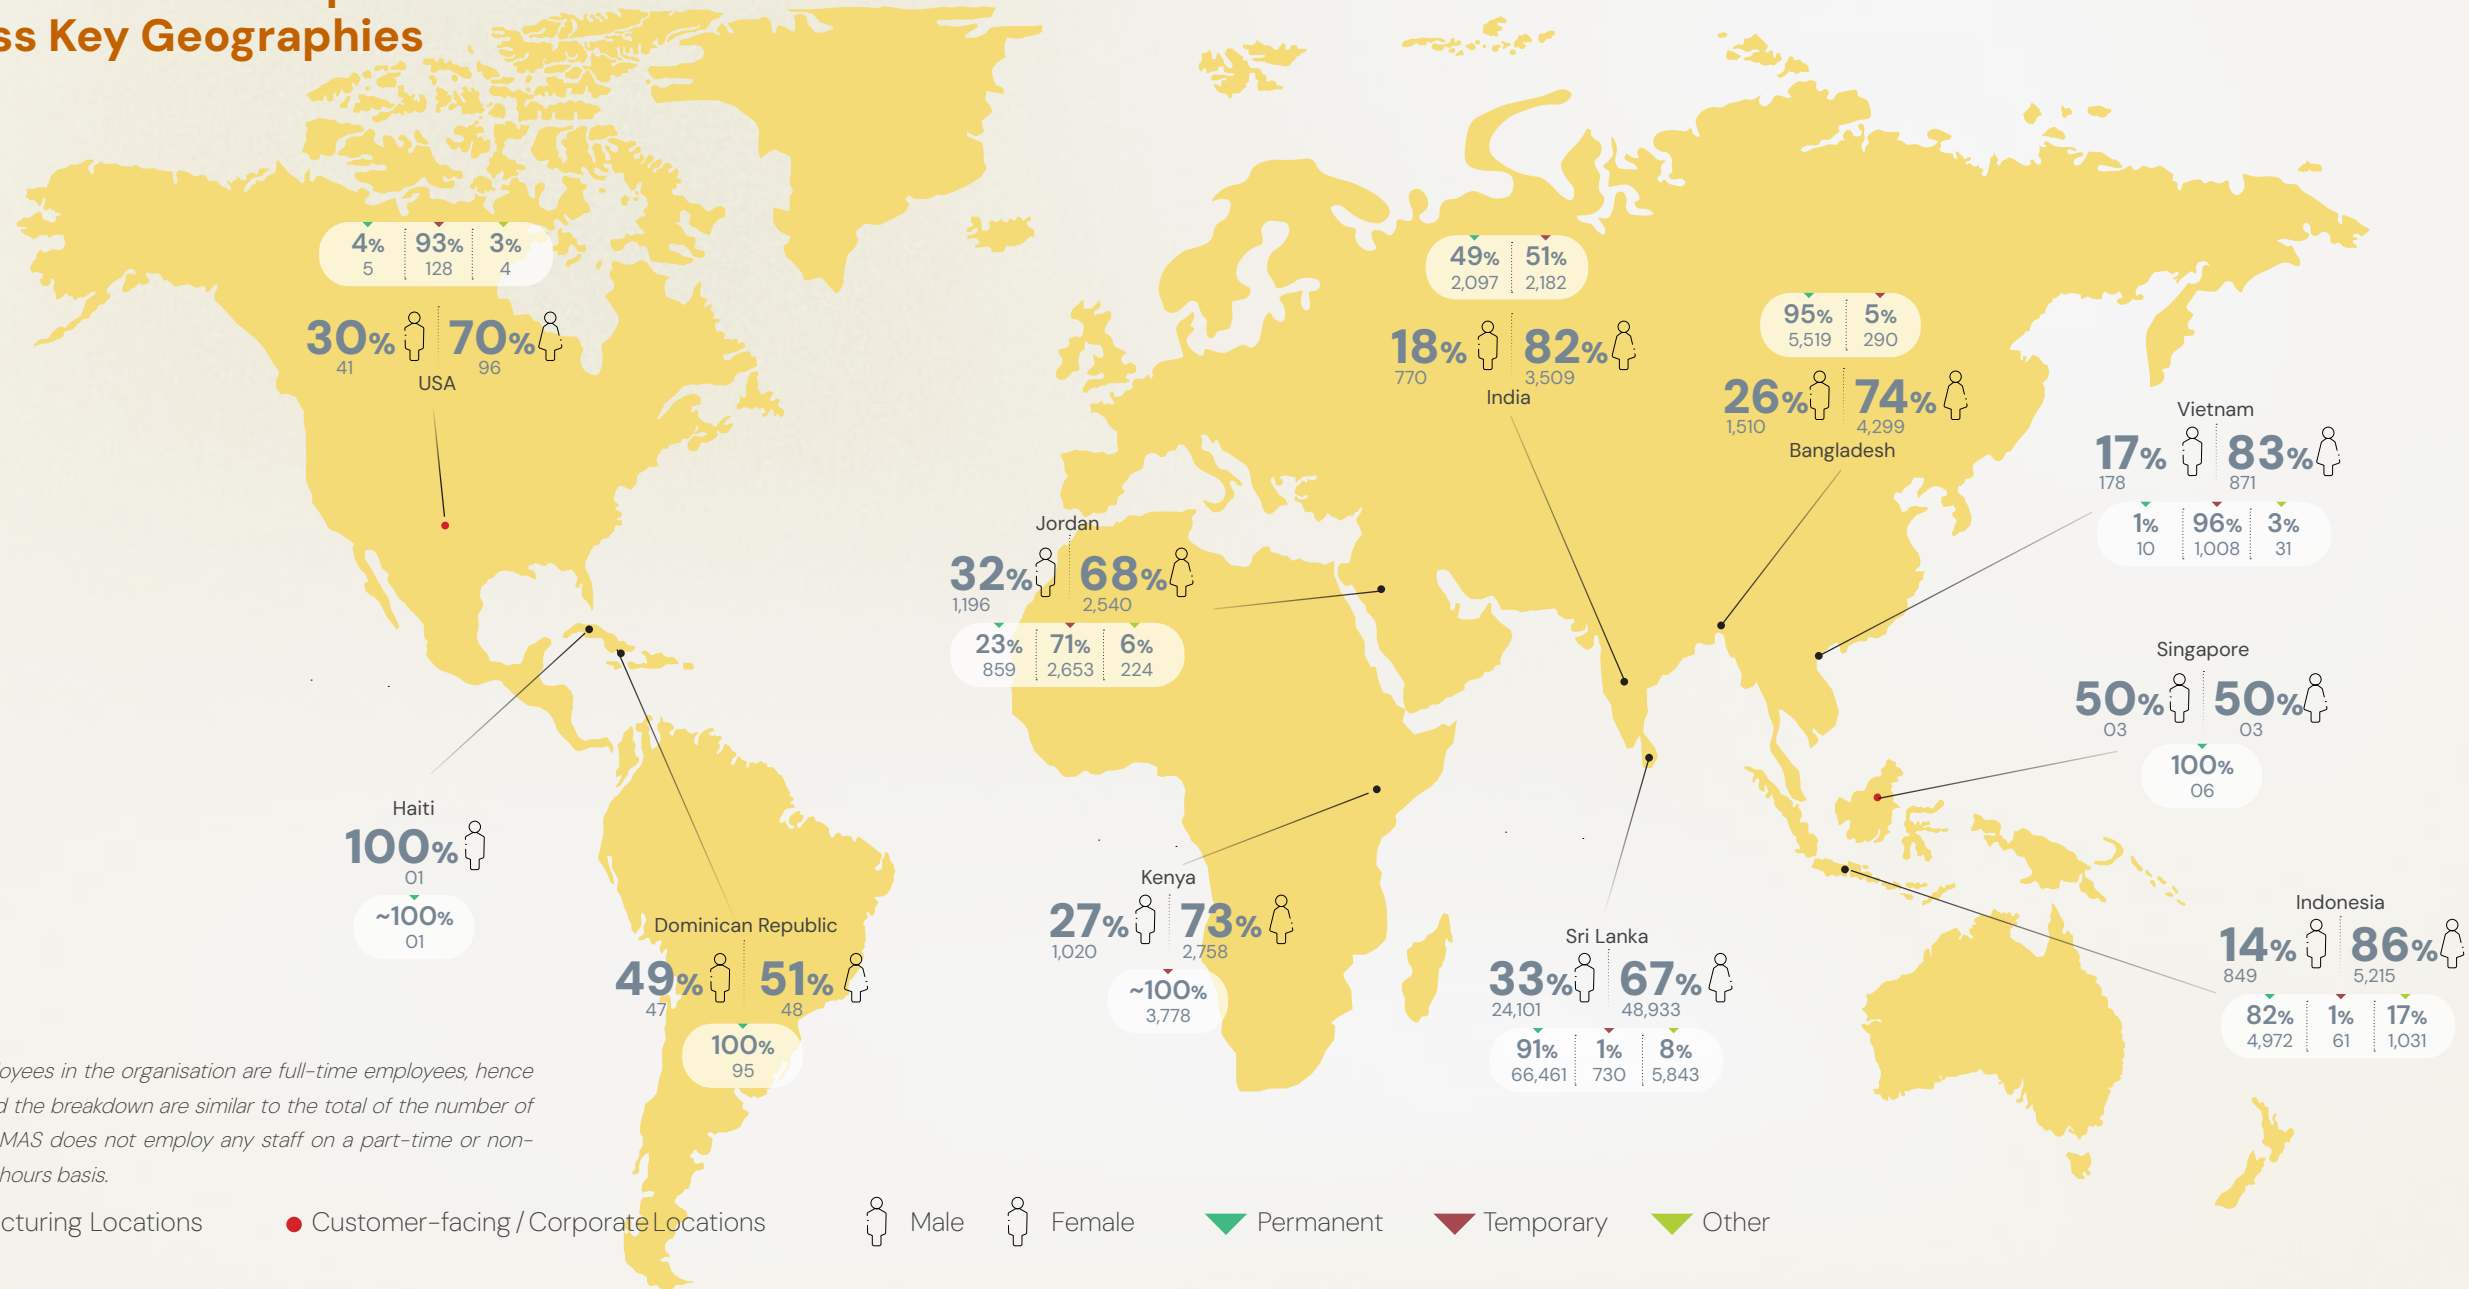 ss Key Geographies
4% 93% 3%
5 128 4
30% 70%
41 96
USA
49% 51%
2,097 2,182
18% 82%
770 3,509
India
95% 5%
5,519 290
26% 74%
1,510 4,299
Bangladesh
Vietnam
17% 83%
178 871
1% 96% 3%
10 1,008 31
Jordan
32% 68%
1,196 2,540
23% 71% 6%
859 2,653 224
Singapore
50% 50%
03 03
100%
06
Haiti
100%
01
~100%
01
Dominican Republic
49% 51%
47 48
100%
95
Kenya
27% 73%
1,020 2,758
~100%
3,778
Sri Lanka
33% 67%
24,101 48,933
91% 1% 8%
66,461 730 5,843
Indonesia
14% 86%
849 5,215
82% 1% 17%
4,972 61 1,031
oyees in the organisation are full-time employees, hence
d the breakdown are similar to the total of the number of
MAS does not employ any staff on a part-time or non-
hours basis.
cturing Locations Customer-facing / Corporate Locations Male Female Permanent Temporary Other